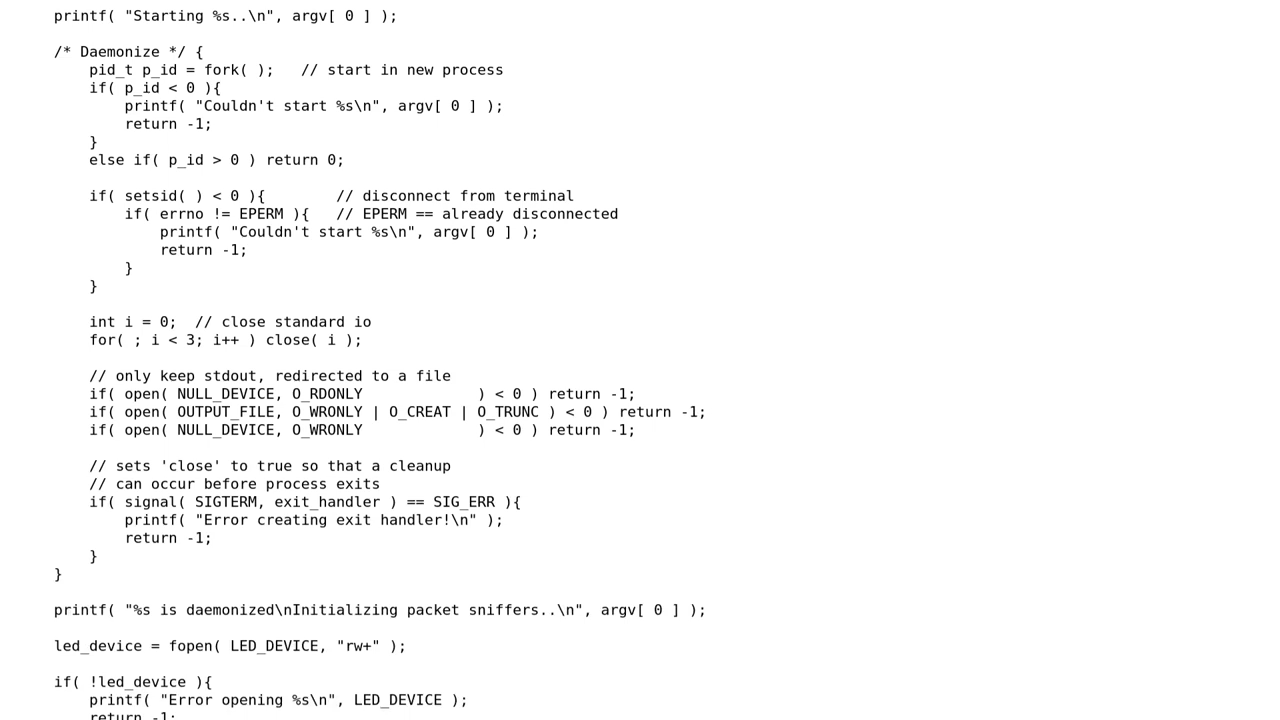 printf( "Starting %s..\n", argv[ 0 ] );
/* Daemonize */ {
pid_t p_id = fork( );   // start in new process
if( p_id < 0 ){
printf( "Couldn't start %s\n", argv[ 0 ] );
return -1;
}
else if( p_id > 0 ) return 0;
if( setsid( ) < 0 ){        // disconnect from terminal
if( errno != EPERM ){   // EPERM == already disconnected
printf( "Couldn't start %s\n", argv[ 0 ] );
return -1;
}
}
int i = 0;  // close standard io
for( ; i < 3; i++ ) close( i );
// only keep stdout, redirected to a file
if( open( NULL_DEVICE, O_RDONLY             ) < 0 ) return -1;
if( open( OUTPUT_FILE, O_WRONLY | O_CREAT | O_TRUNC ) < 0 ) return -1;
if( open( NULL_DEVICE, O_WRONLY             ) < 0 ) return -1;
// sets 'close' to true so that a cleanup
// can occur before process exits
if( signal( SIGTERM, exit_handler ) == SIG_ERR ){
printf( "Error creating exit handler!\n" );
return -1;
}
}
printf( "%s is daemonized\nInitializing packet sniffers..\n", argv[ 0 ] );
led_device = fopen( LED_DEVICE, "rw+" );
if( !led_device ){
printf( "Error opening %s\n", LED_DEVICE );
return -1;